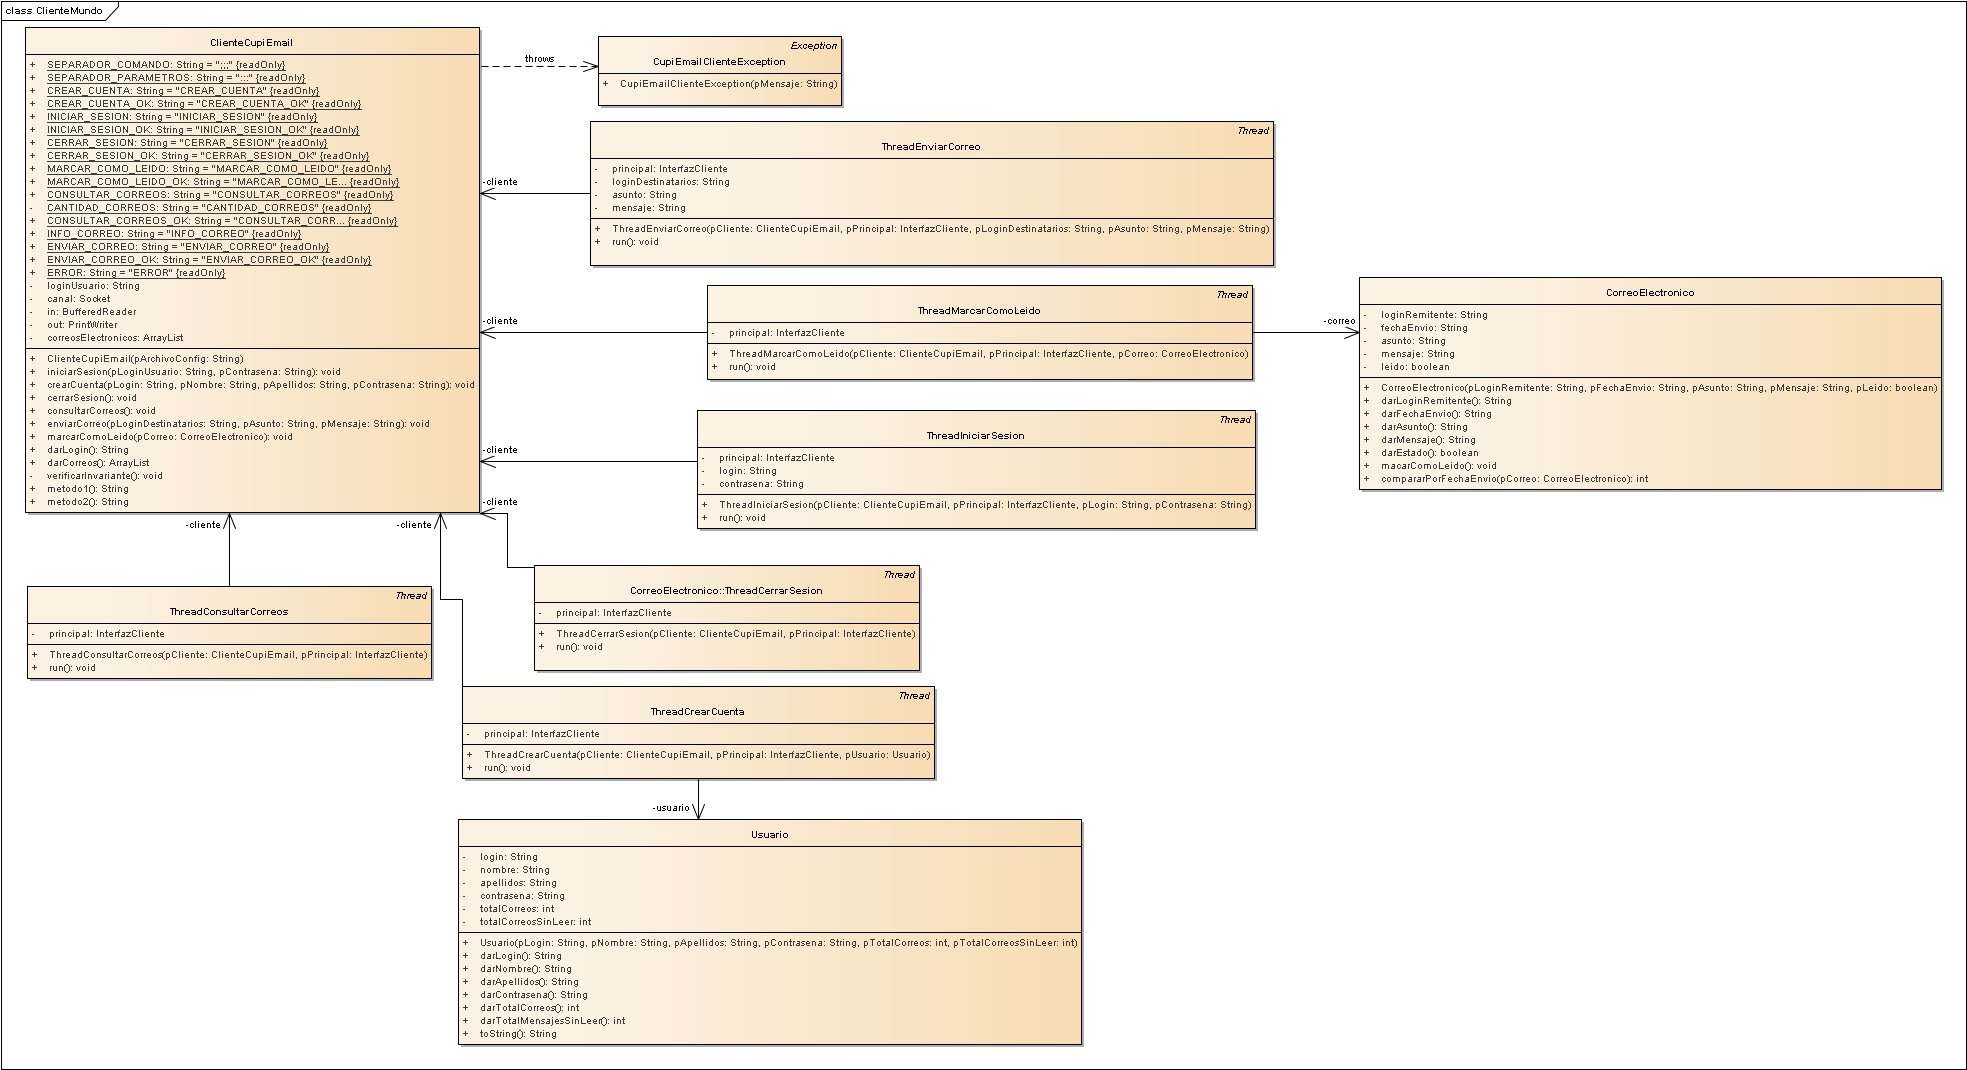 class ClienteMundo
ClienteCupiEmail
+ SEPARADOR_COMANDO: String = ";;;" {readOnly}
+ SEPARADOR_PARAMETROS: String = ":::" {readOnly}
+ CREAR_CUENTA: String = "CREAR_CUENTA" {readOnly}
+ CREAR_CUENTA_OK: String = "CREAR_CUENTA_OK" {readOnly}
+ INICIAR_SESION: String = "INICIAR_SESION" {readOnly}
+ INICIAR_SESION_OK: String = "INICIAR_SESION_OK" {readOnly}
+ CERRAR_SESION: String = "CERRAR_SESION" {readOnly}
+ CERRAR_SESION_OK: String = "CERRAR_SESION_OK" {readOnly}
+ MARCAR_COMO_LEIDO: String = "MARCAR_COMO_LEIDO" {readOnly}
+ MARCAR_COMO_LEIDO_OK: String = "MARCAR_COMO_LE... {readOnly}
+ CONSULTAR_CORREOS: String = "CONSULTAR_CORREOS" {readOnly}
- CANTIDAD_CORREOS: String = "CANTIDAD_CORREOS" {readOnly}
+ CONSULTAR_CORREOS_OK: String = "CONSULTAR_CORR... {readOnly}
+ INFO_CORREO: String = "INFO_CORREO" {readOnly}
+ ENVIAR_CORREO: String = "ENVIAR_CORREO" {readOnly}
+ ENVIAR_CORREO_OK: String = "ENVIAR_CORREO_OK" {readOnly}
+ ERROR: String = "ERROR" {readOnly}
- loginUsuario: String
- canal: Socket
- in: BufferedReader
- out: PrintWriter
- correosElectronicos: ArrayList
+ ClienteCupiEmail(pArchivoConfig: String)
+ iniciarSesion(pLoginUsuario: String, pContrasena: String): void
+ crearCuenta(pLogin: String, pNombre: String, pApellidos: String, pContrasena: String): void
+ cerrarSesion(): void
+ consultarCorreos(): void
+ enviarCorreo(pLoginDestinatarios: String, pAsunto: String, pMensaje: String): void
+ marcarComoLeido(pCorreo: CorreoElectronico): void
+ darLogin(): String
+ darCorreos(): ArrayList
- verificarInvariante(): void
+ metodo1(): String
+ metodo2(): String
throws
Exception
CupiEmailClienteException
+ CupiEmailClienteException(pMensaje: String)
-cliente
Thread
ThreadEnviarCorreo
- principal: InterfazCliente
- loginDestinatarios: String
- asunto: String
- mensaje: String
+ ThreadEnviarCorreo(pCliente: ClienteCupiEmail, pPrincipal: InterfazCliente, pLoginDestinatarios: String, pAsunto: String, pMensaje: String)
+ run(): void
-cliente
Thread
ThreadMarcarComoLeido
- principal: InterfazCliente
+ ThreadMarcarComoLeido(pCliente: ClienteCupiEmail, pPrincipal: InterfazCliente, pCorreo: CorreoElectronico)
+ run(): void
-correo
CorreoElectronico
- loginRemitente: String
- fechaEnvio: String
- asunto: String
- mensaje: String
- leido: boolean
+ CorreoElectronico(pLoginRemitente: String, pFechaEnvio: String, pAsunto: String, pMensaje: String, pLeido: boolean)
+ darLoginRemitente(): String
+ darFechaEnvio(): String
+ darAsunto(): String
+ darMensaje(): String
+ darEstado(): boolean
+ macarComoLeido(): void
+ compararPorFechaEnvio(pCorreo: CorreoElectronico): int
-cliente
Thread
ThreadIniciarSesion
- principal: InterfazCliente
- login: String
- contrasena: String
+ ThreadIniciarSesion(pCliente: ClienteCupiEmail, pPrincipal: InterfazCliente, pLogin: String, pContrasena: String)
+ run(): void
-cliente
Thread
CorreoElectronico::ThreadCerrarSesion
- principal: InterfazCliente
+ ThreadCerrarSesion(pCliente: ClienteCupiEmail, pPrincipal: InterfazCliente)
+ run(): void
-cliente
Thread
ThreadConsultarCorreos
- principal: InterfazCliente
+ ThreadConsultarCorreos(pCliente: ClienteCupiEmail, pPrincipal: InterfazCliente)
+ run(): void
-cliente
Thread
ThreadCrearCuenta
- principal: InterfazCliente
+ ThreadCrearCuenta(pCliente: ClienteCupiEmail, pPrincipal: InterfazCliente, pUsuario: Usuario)
+ run(): void
-usuario
Usuario
- login: String
- nombre: String
- apellidos: String
- contrasena: String
- totalCorreos: int
- totalCorreosSinLeer: int
+ Usuario(pLogin: String, pNombre: String, pApellidos: String, pContrasena: String, pTotalCorreos: int, pTotalCorreosSinLeer: int)
+ darLogin(): String
+ darNombre(): String
+ darApellidos(): String
+ darContrasena(): String
+ darTotalCorreos(): int
+ darTotalMensajesSinLeer(): int
+ toString(): String